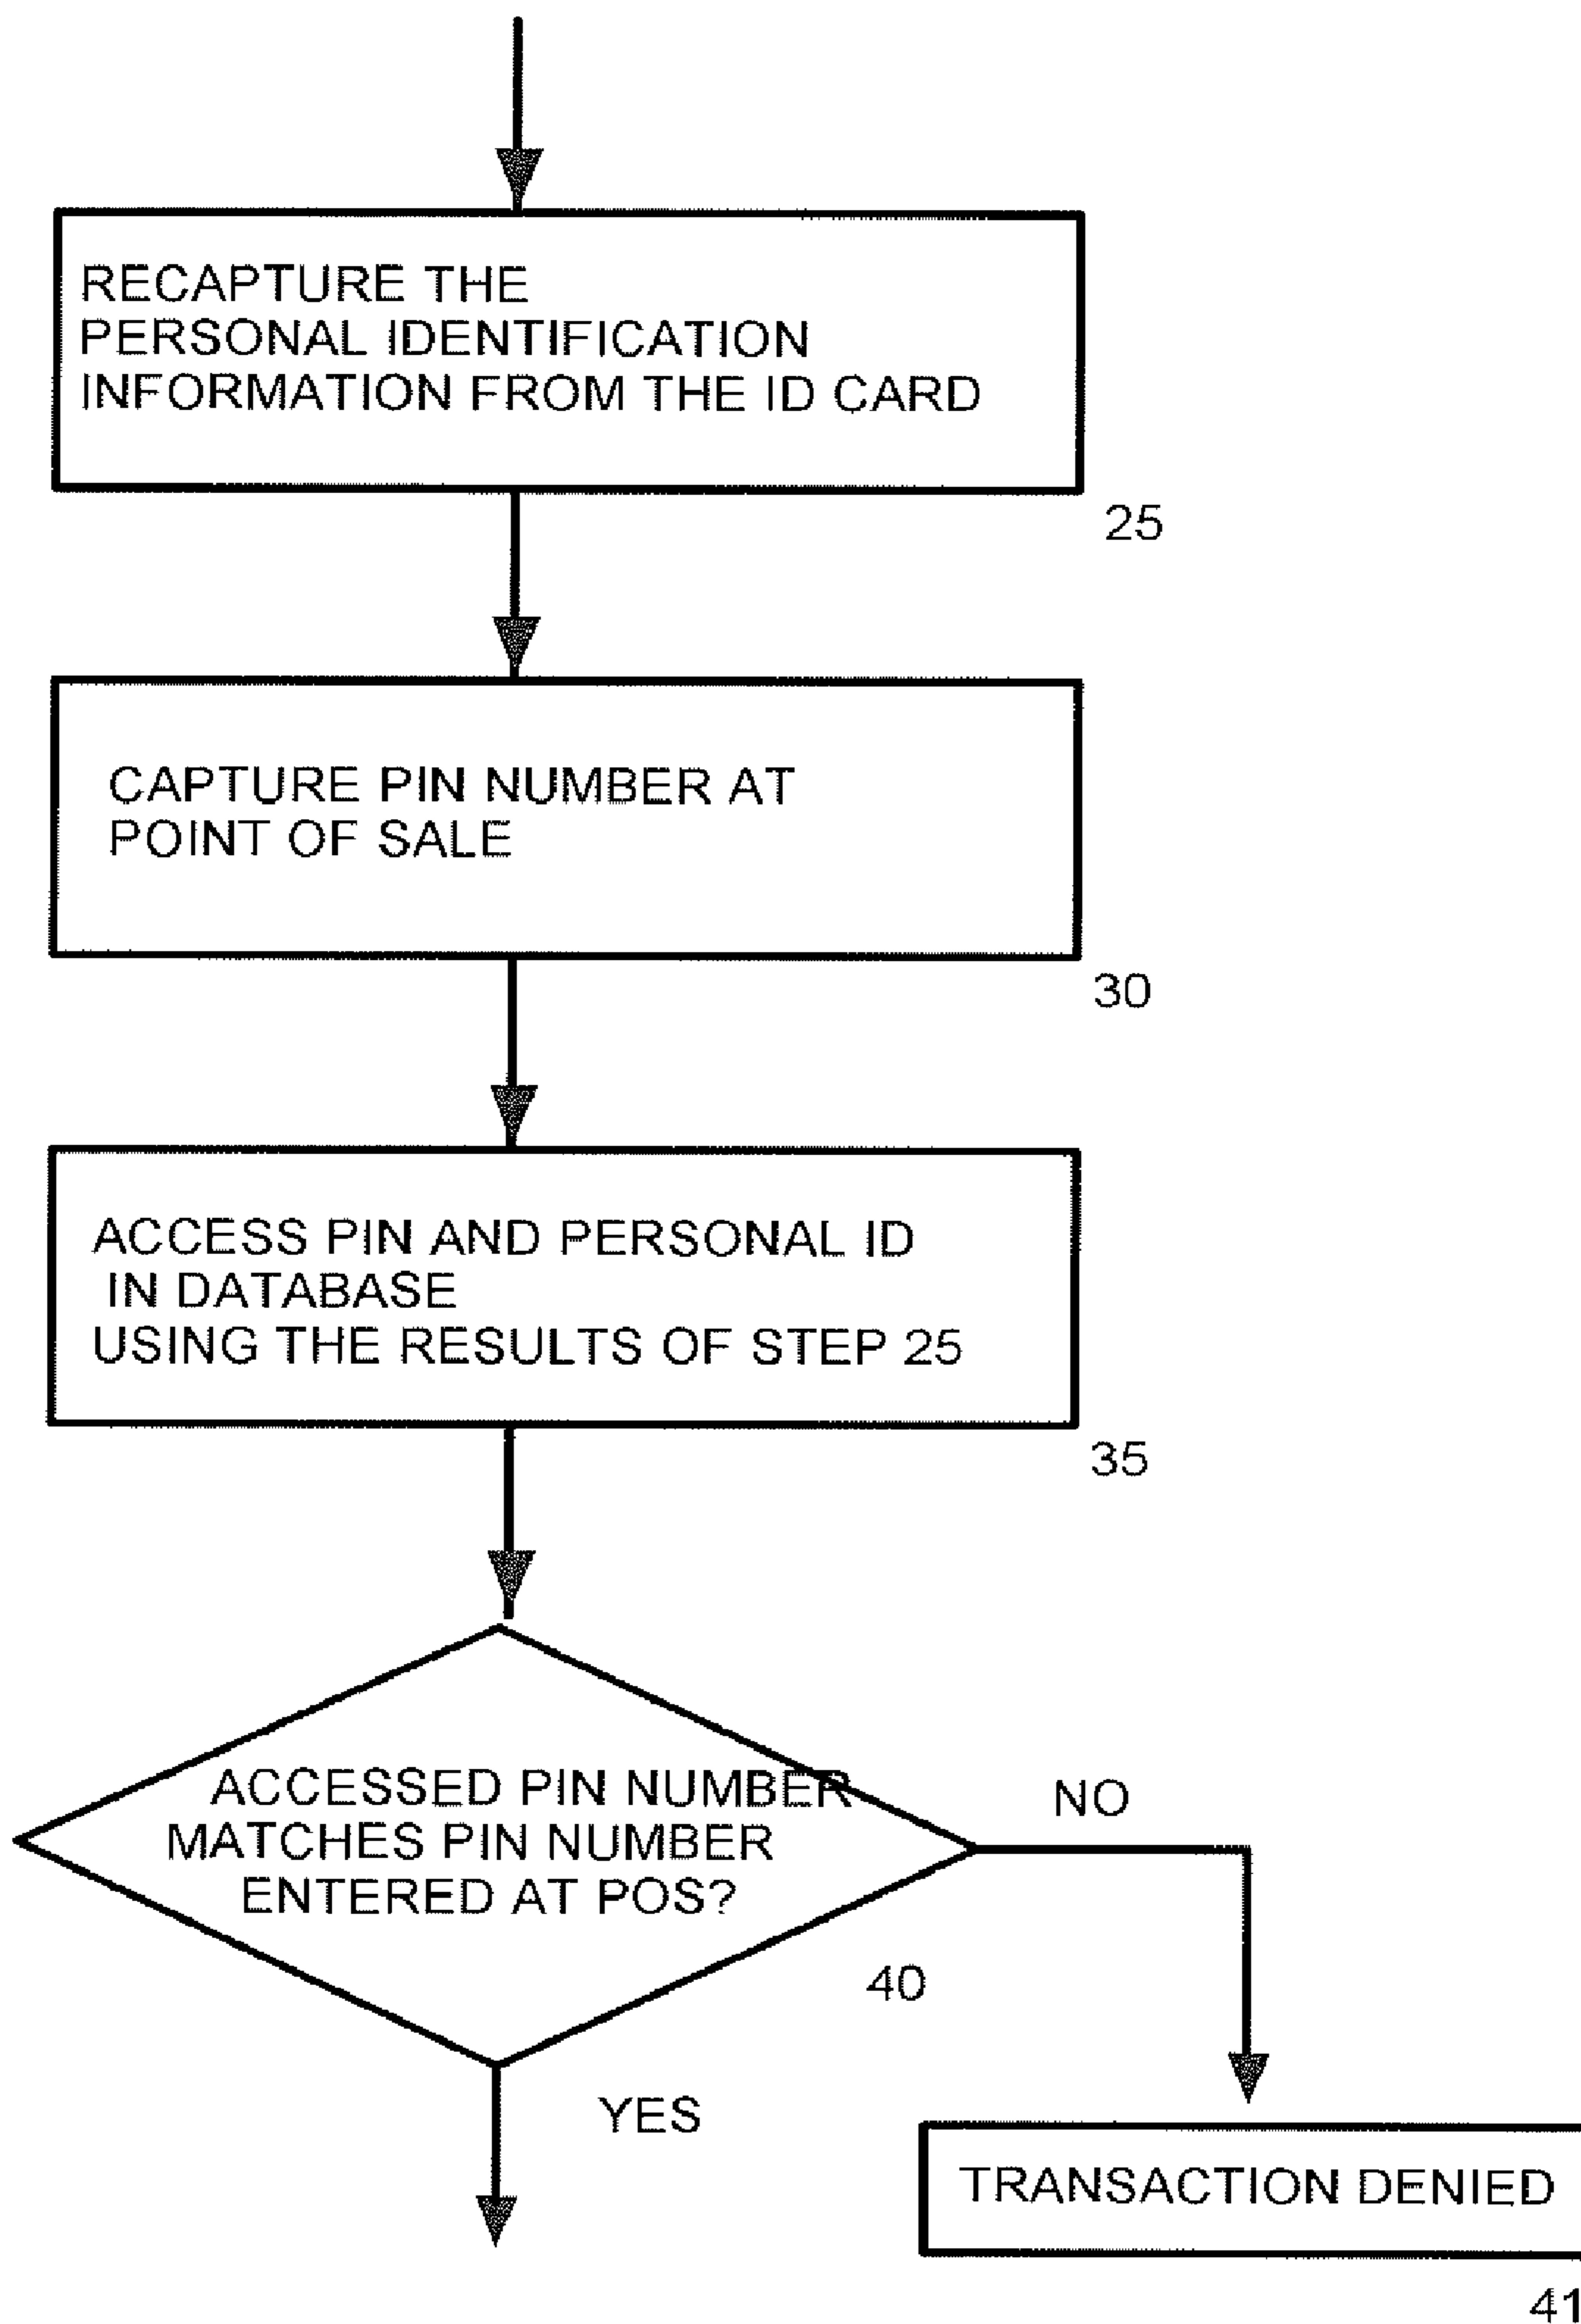 RECAPTURE THE
PERSONAL IDENTIFICATION
INFORMATION FROM THE ID CARD
25
CAPTURE PIN NUMBER AT
POINT OF SALE
30
ACCESS PIN AND PERSONAL ID
IN DATABASE
USING THE RESULTS OF STEP 25
35
ACCESSED PIN NUMBER
MATCHES PIN NUMBER
ENTERED AT POS?
NO
40
YES
TRANSACTION DENIED
41